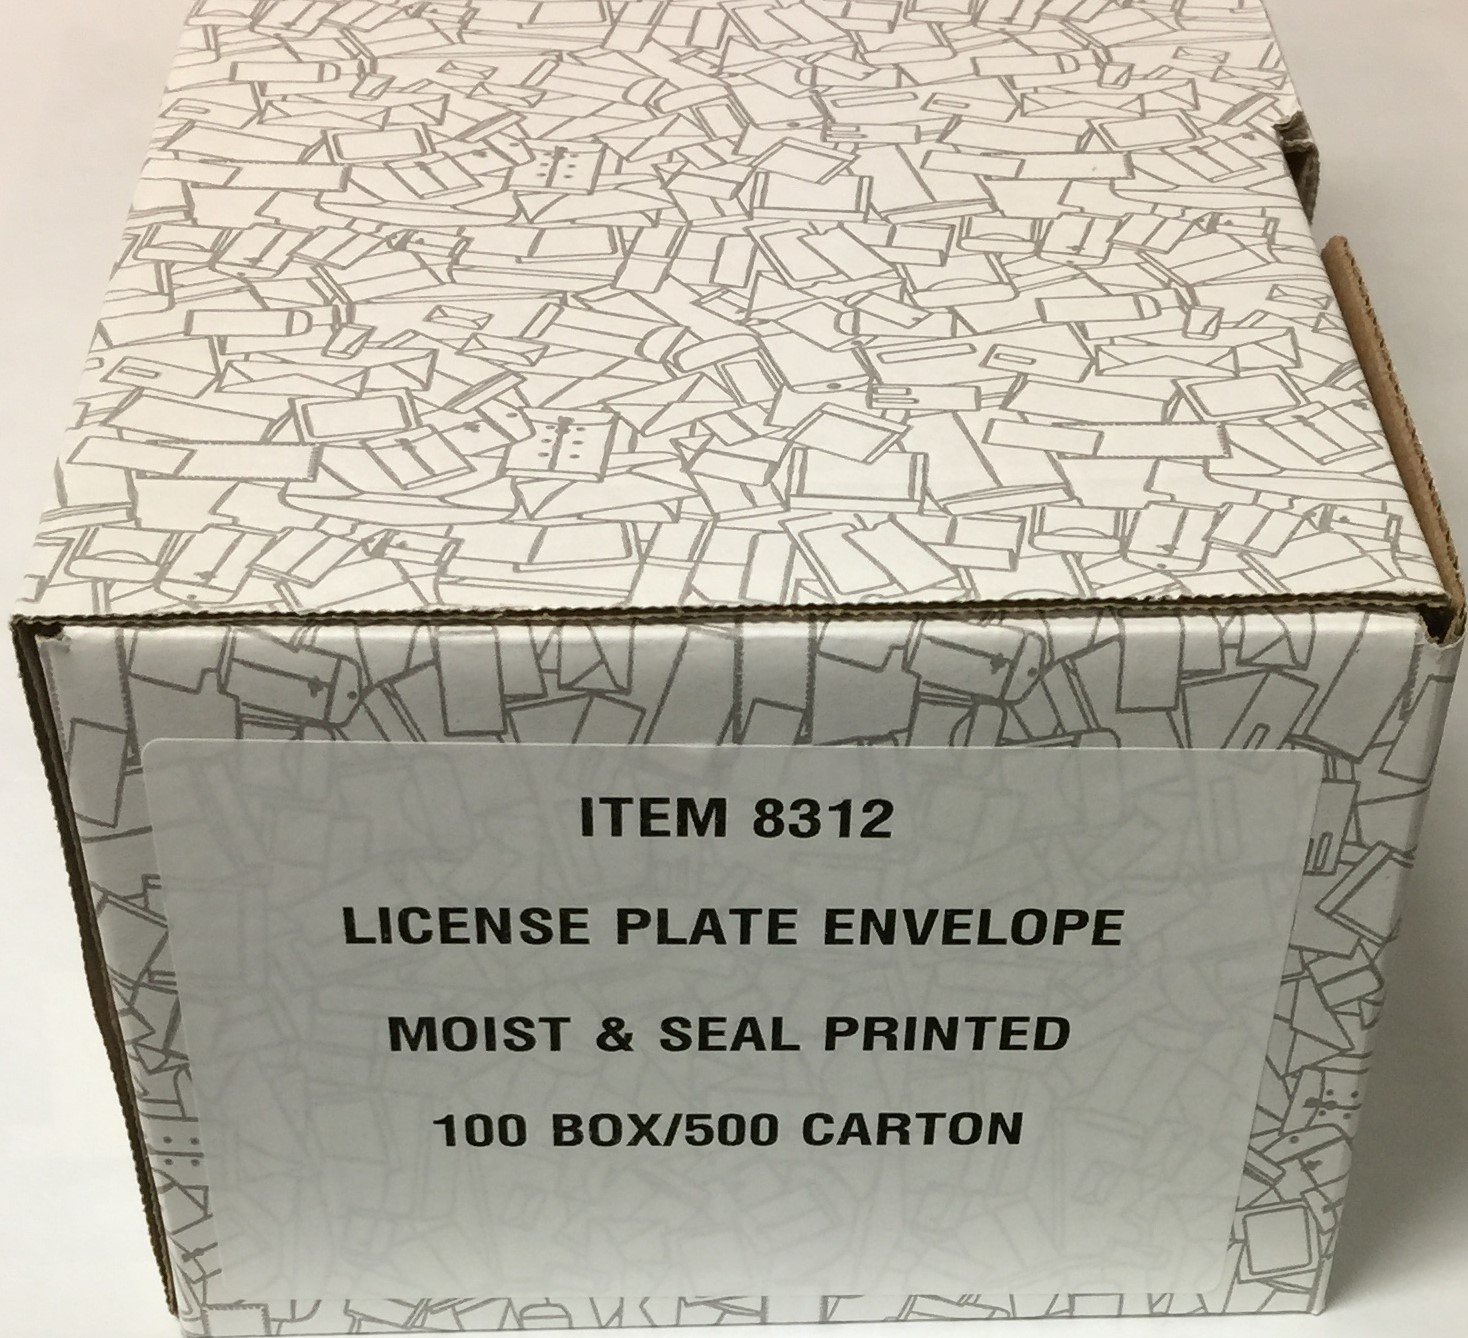 ITEM 8312
LICENSE PLATE ENVELOPE
MOIST & SEAL PRINTED
100 BOX/500 CARTON